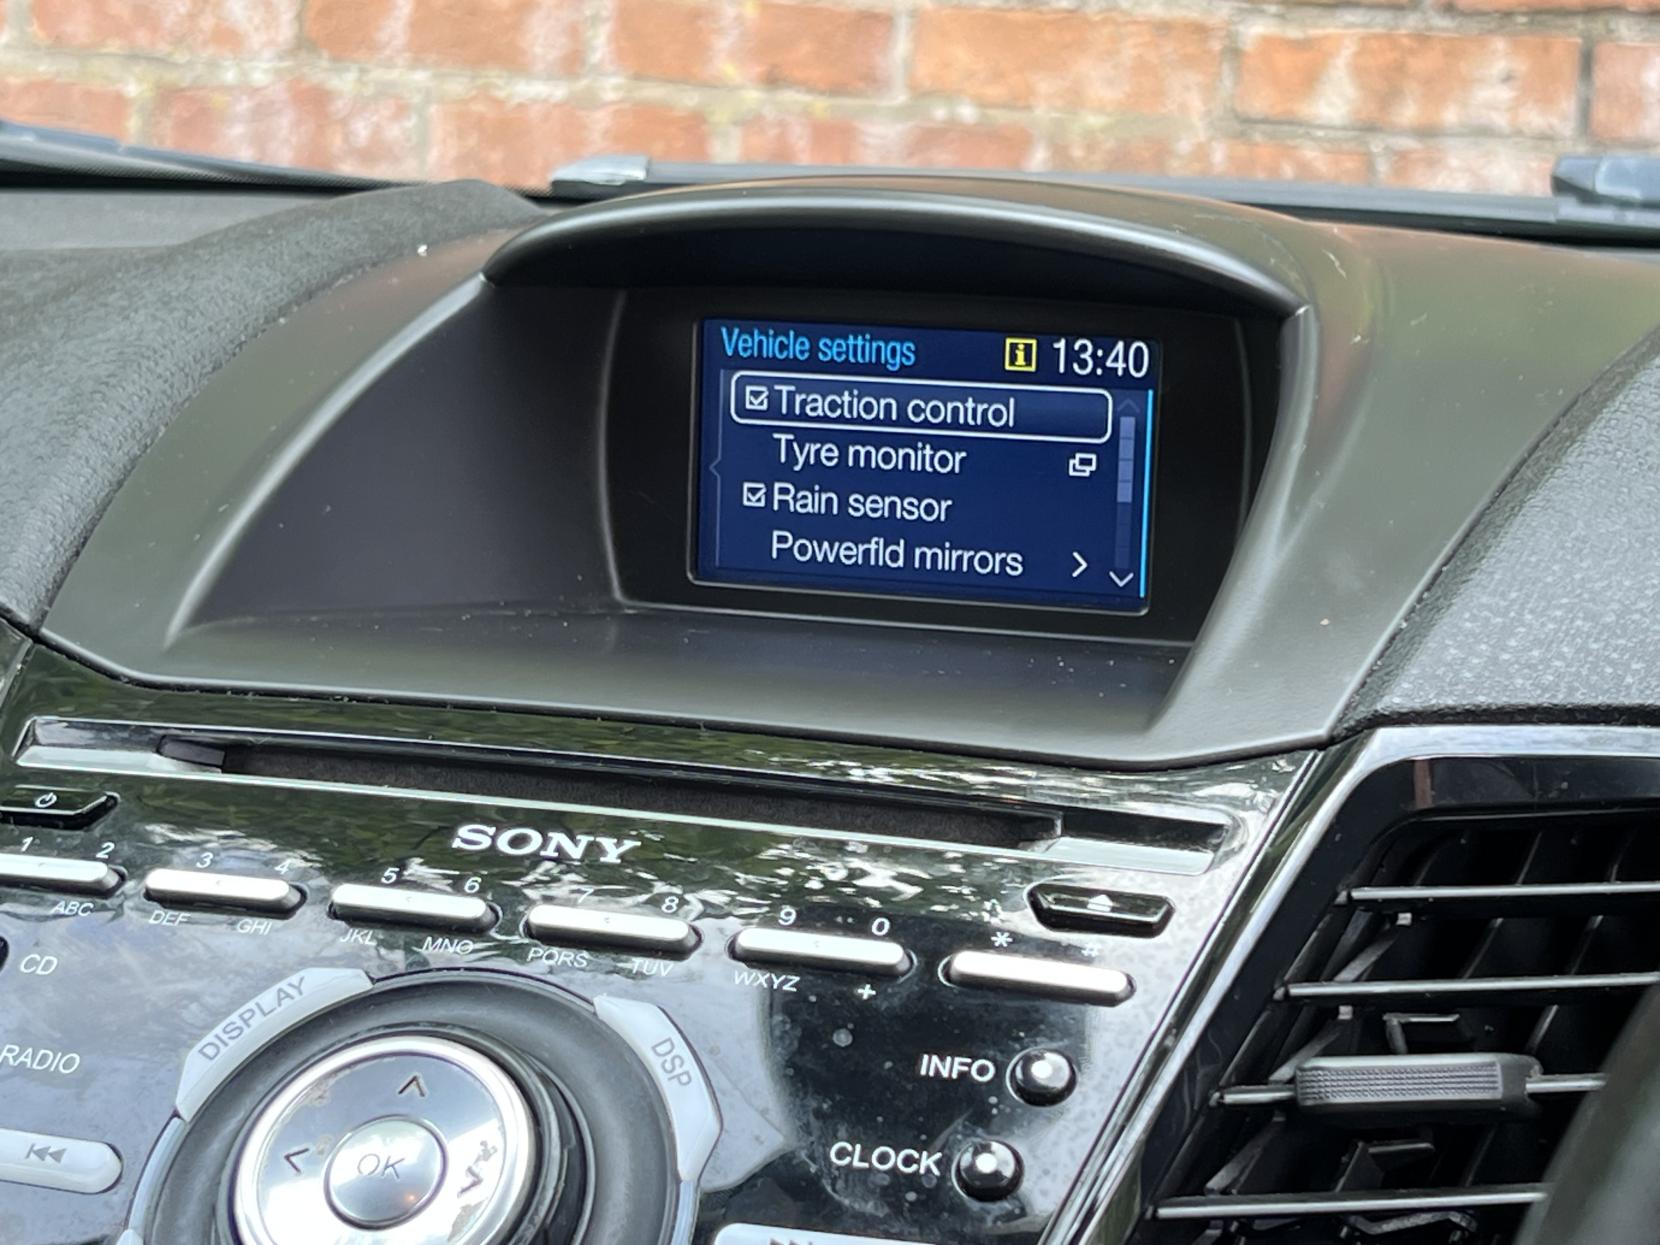 Vehicle settings i 13:40
Traction control
Tyre monitor
Rain sensor
Powerfld mirrors
SONY
1 2 3 4 5 6 7 8 9 0 * #
ABC DEF GHI JKL MNO PQRS TUV WXYZ +
CD
DISPLAY
DSP
RADIO
INFO
OK
CLOCK